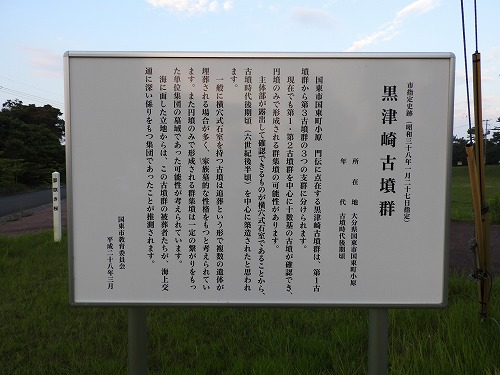 市指定史跡（昭和三十八年一月二十七日指定）
黒津崎古墳群
所在地 大分県国東市国東町小原
年代 古墳時代後期頃
国東市国東町小原 門伝に点在する黒津崎古墳群は、第１古
墳群から第３古墳群の３つの支群に分けられます。
現在でも第１・第２古墳群を中心に十数基の古墳が確認でき、
円墳のみで形成される群集墳の可能性があります。
主体部が露出して確認できるものが横穴式石室であることから、
古墳時代後期頃（六世紀後半頃）を中心に築造されたと思われ
ます。
一般に横穴式石室を持つ古墳は追葬という形で複数の遺体が
埋葬される場合が多く、家族墓的な性格をもつと考えられてい
ます。また円墳のみで形成される群集墳は一定の繋がりをもっ
た単位集団の墓域であった可能性が考えられています。
海に面した立地からは、この古墳群の被葬者たちが、海上交
通に深い係りをもつ集団であったことが推測されます。
国東市教育委員会
平成二十八年三月